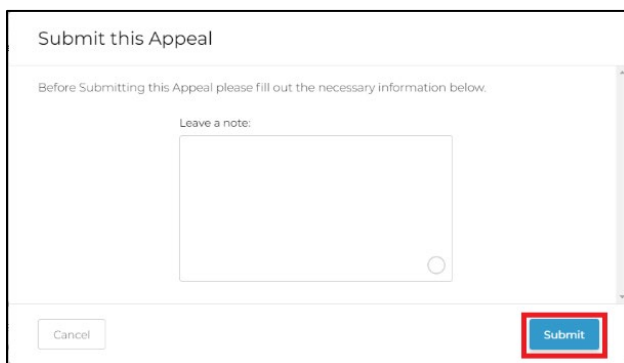 Submit this Appeal
Before Submitting this Appeal please fill out the necessary information below.
Leave a note:
Cancel
Submit